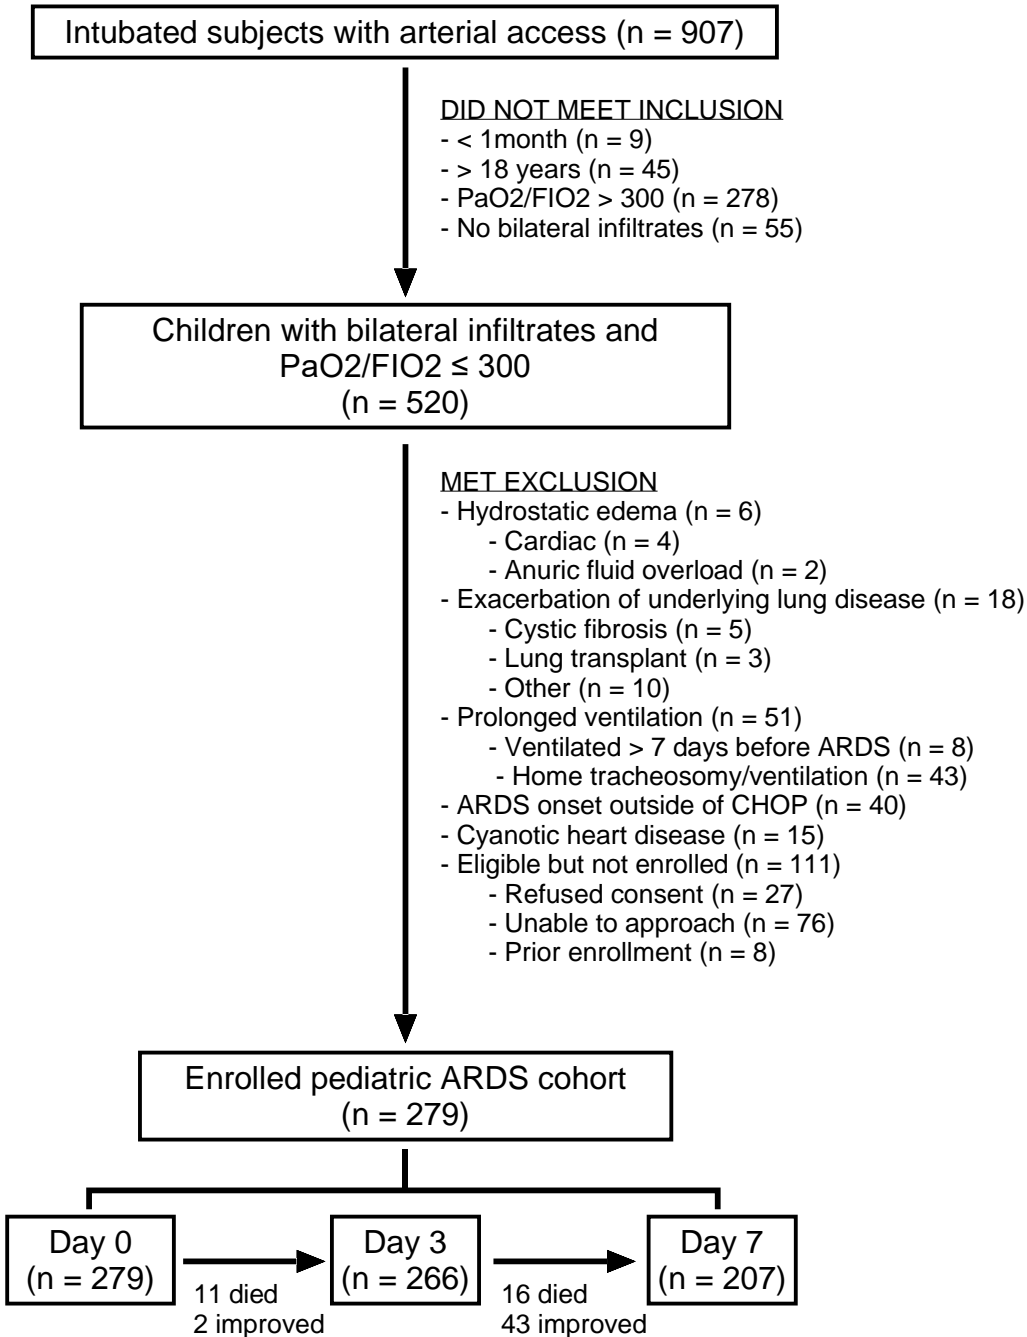 Intubated subjects with arterial access (n = 907)
DID NOT MEET INCLUSION
- < 1month (n = 9)
- > 18 years (n = 45)
- PaO2/FIO2 > 300 (n = 278)
- No bilateral infiltrates (n = 55)
Children with bilateral infiltrates and
PaO2/FIO2 ≤ 300
(n = 520)
MET EXCLUSION
- Hydrostatic edema (n = 6)
- Cardiac (n = 4)
- Anuric fluid overload (n = 2)
- Exacerbation of underlying lung disease (n = 18)
- Cystic fibrosis (n = 5)
- Lung transplant (n = 3)
- Other (n = 10)
- Prolonged ventilation (n = 51)
- Ventilated > 7 days before ARDS (n = 8)
- Home tracheosomy/ventilation (n = 43)
- ARDS onset outside of CHOP (n = 40)
- Cyanotic heart disease (n = 15)
- Eligible but not enrolled (n = 111)
- Refused consent (n = 27)
- Unable to approach (n = 76)
- Prior enrollment (n = 8)
Enrolled pediatric ARDS cohort
(n = 279)
Day 0
(n = 279)
11 died
2 improved
Day 3
(n = 266)
16 died
43 improved
Day 7
(n = 207)